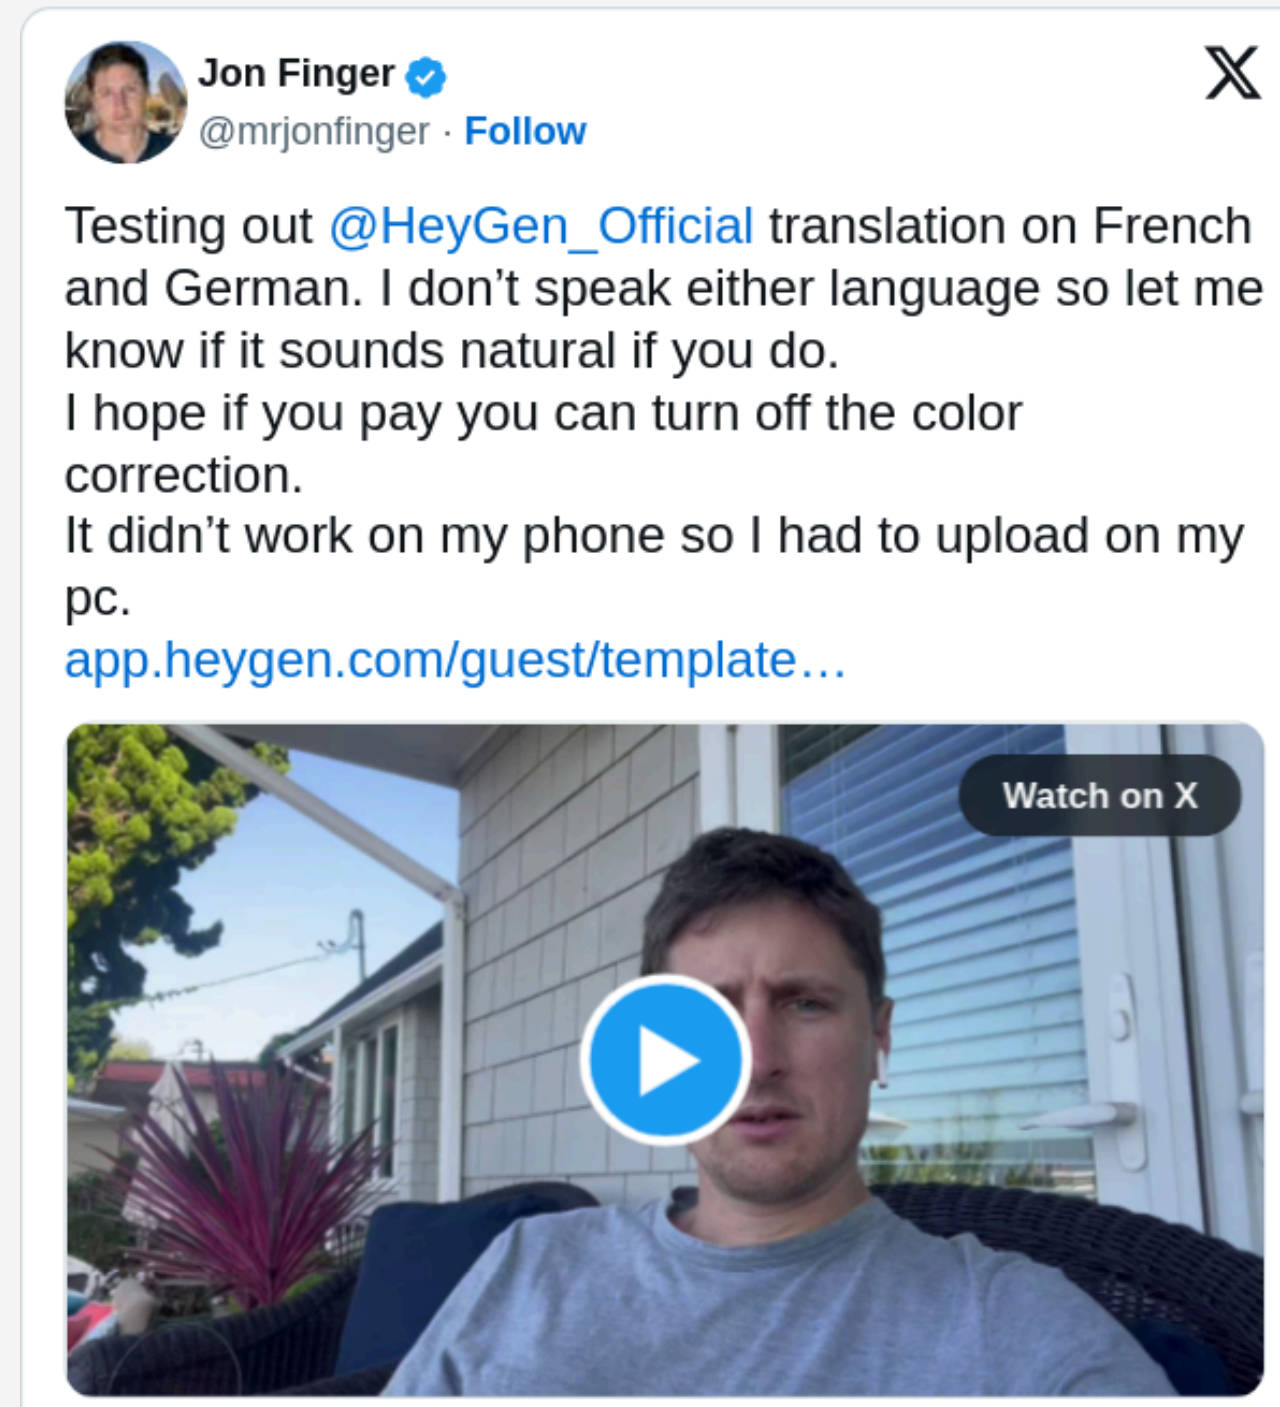 Jon Finger
@mrjonfinger · Follow
Testing out @HeyGen_Official translation on French
and German. I don’t speak either language so let me
know if it sounds natural if you do.
I hope if you pay you can turn off the color
correction.
It didn’t work on my phone so I had to upload on my
pc.
app.heygen.com/guest/template…
Watch on X